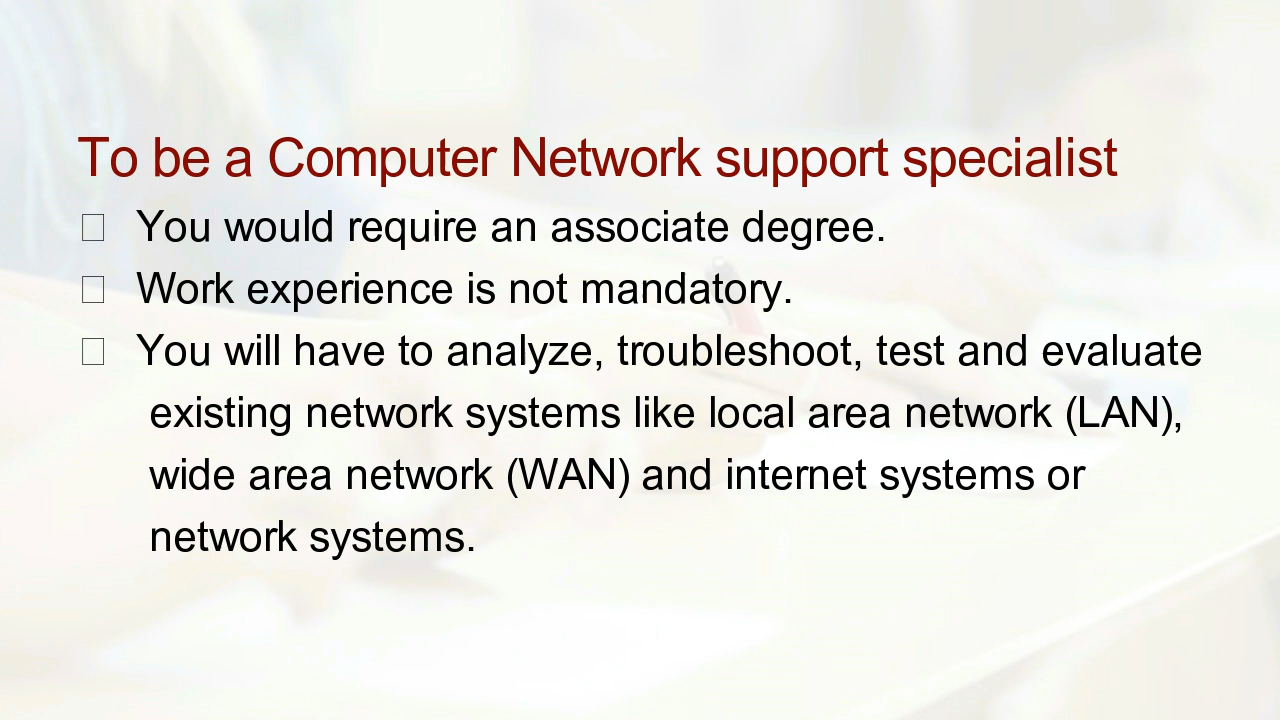 To be a Computer Network support specialist
You would require an associate degree.
Work experience is not mandatory.
You will have to analyze, troubleshoot, test and evaluate
existing network systems like local area network (LAN),
wide area network (WAN) and internet systems or
network systems.